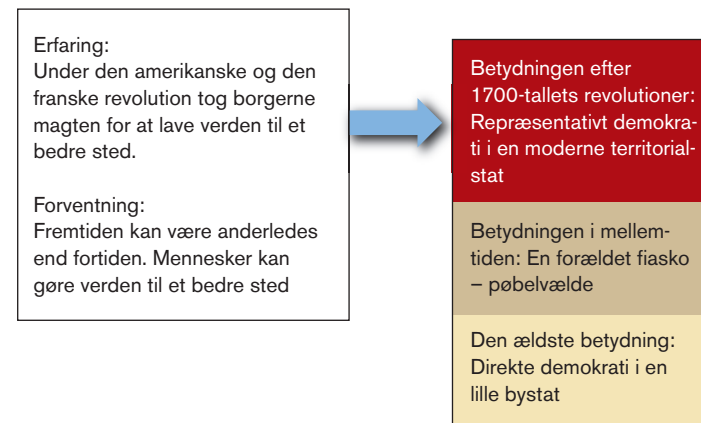 Erfaring:
Under den amerikanske og den
franske revolution tog borgerne
magten for at lave verden til et
bedre sted.
Forventning:
Fremtiden kan være anderledes
end fortiden. Mennesker kan
gøre verden til et bedre sted
Betydningen efter
1700-tallets revolutioner:
Repræsentativt demokra-
ti i en moderne territorial-
stat
Betydningen i mellem-
tiden: En forældet fiasko
– pøbelvælde
Den ældste betydning:
Direkte demokrati i en
lille bystat